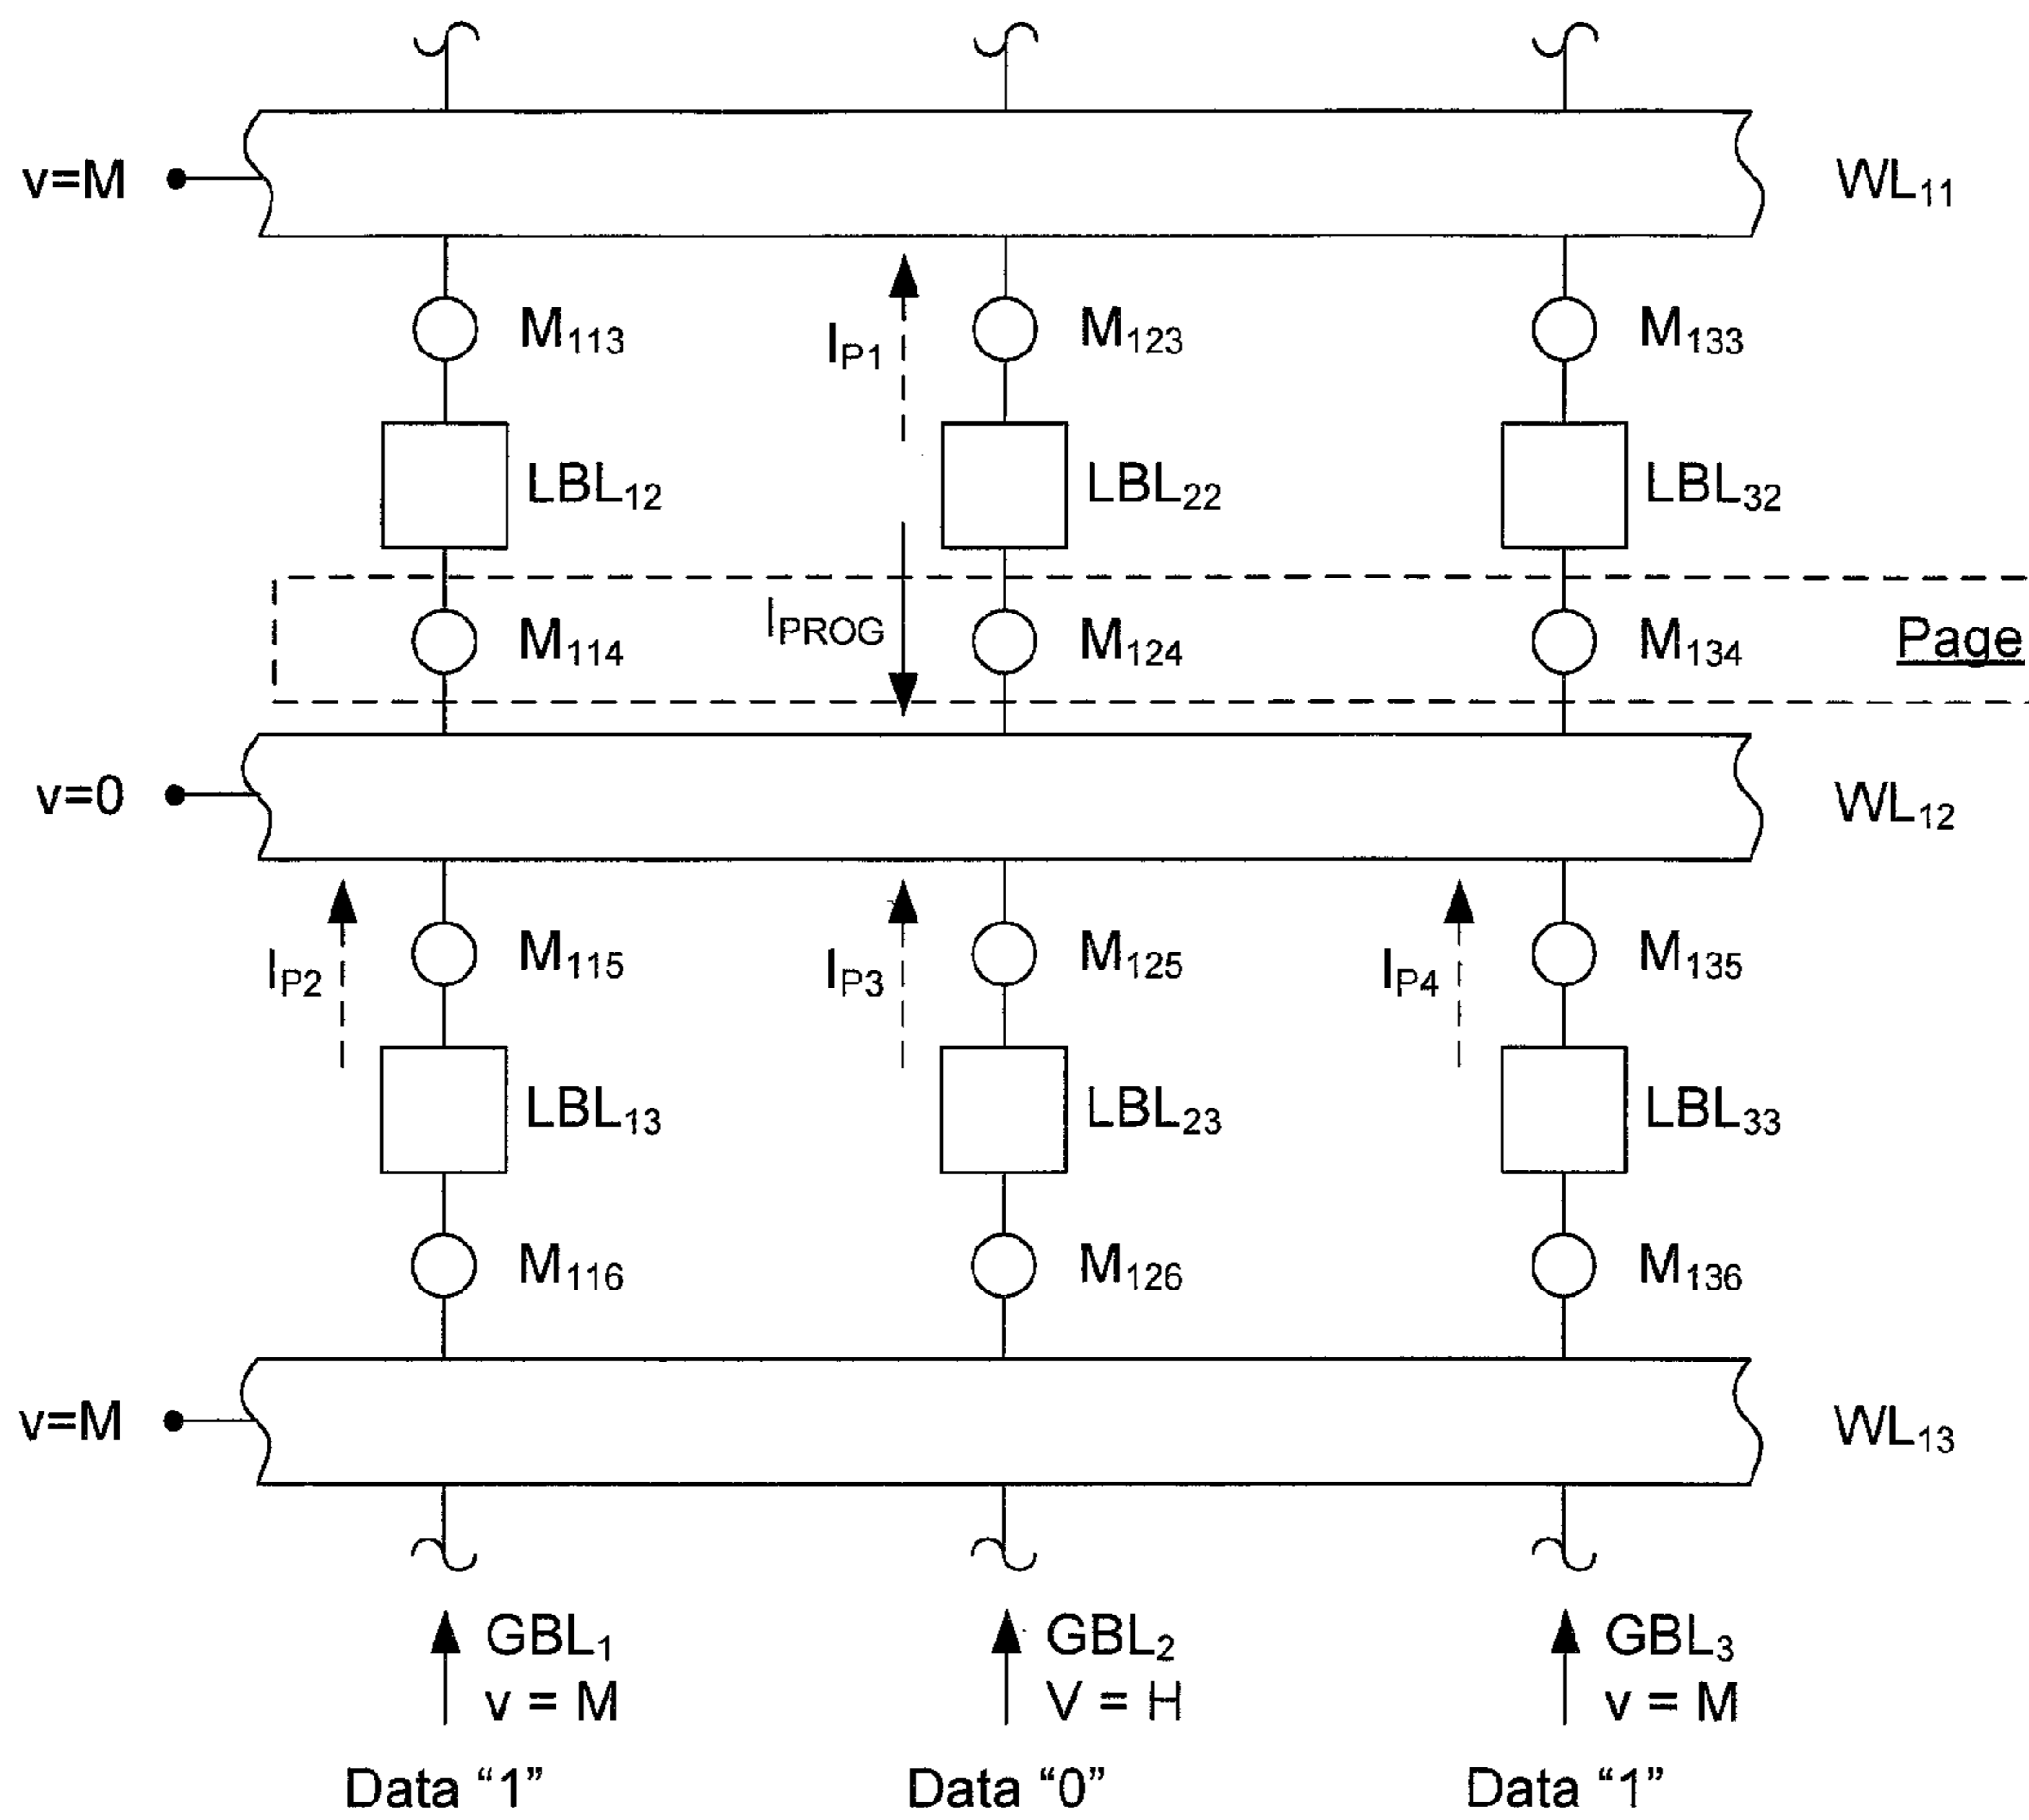 v=M
WL11
M113
IP1
M123
M133
LBL12
LBL22
LBL32
M114
IPROG
M124
M134
Page
v=0
WL12
IP2
M115
IP3
M125
IP4
M135
LBL13
LBL23
LBL33
M116
M126
M136
v=M
WL13
GBL1
v = M
GBL2
V = H
GBL3
v = M
Data “1”
Data “0”
Data “1”